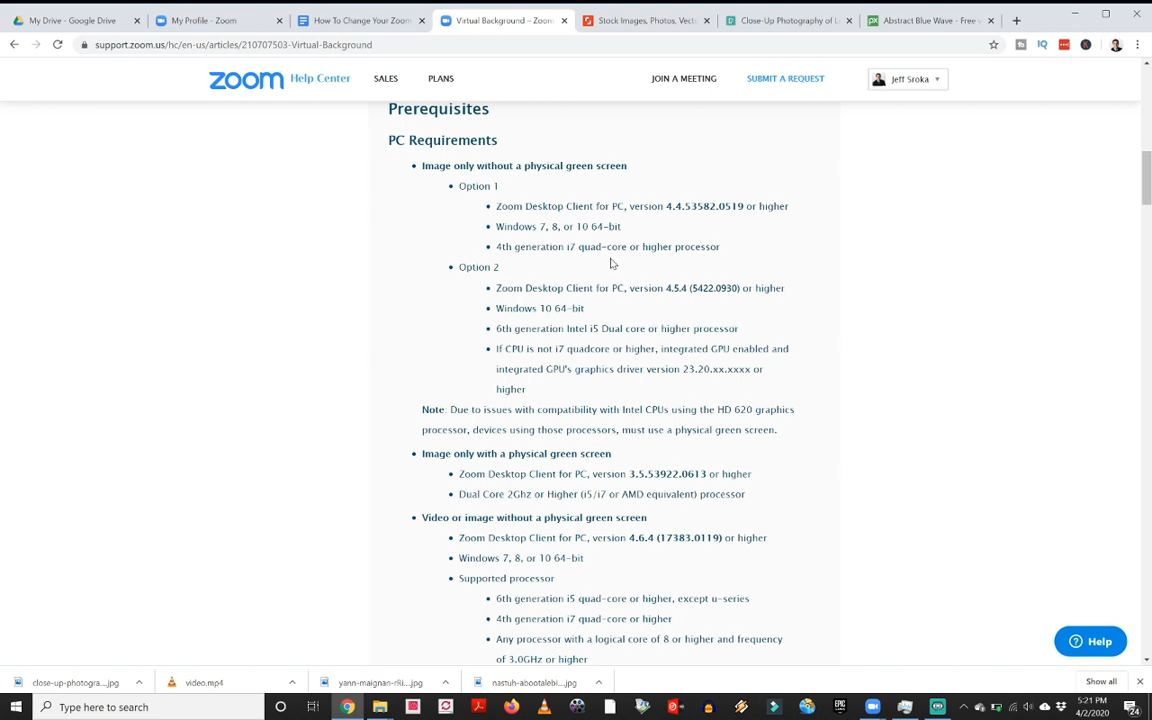 My Drive - Google Drive
My Profile - Zoom
How To Change Your Zoom
Virtual Background – Zoom
Stock Images, Photos, Vect
Close-Up Photography of L
Abstract Blue Wave - Free v
support.zoom.us/hc/en-us/articles/210707503-Virtual-Background
zoom Help Center SALES PLANS JOIN A MEETING SUBMIT A REQUEST Jeff Sroka
Prerequisites
PC Requirements
Image only without a physical green screen
Option 1
Zoom Desktop Client for PC, version 4.4.53582.0519 or higher
Windows 7, 8, or 10 64-bit
4th generation i7 quad-core or higher processor
Option 2
Zoom Desktop Client for PC, version 4.5.4 (5422.0930) or higher
Windows 10 64-bit
6th generation Intel i5 Dual core or higher processor
If CPU is not i7 quadcore or higher, integrated GPU enabled and
integrated GPU's graphics driver version 23.20.xx.xxxx or
higher
Note: Due to issues with compatibility with Intel CPUs using the HD 620 graphics
processor, devices using those processors, must use a physical green screen.
Image only with a physical green screen
Zoom Desktop Client for PC, version 3.5.53922.0613 or higher
Dual Core 2Ghz or Higher (i5/i7 or AMD equivalent) processor
Video or image without a physical green screen
Zoom Desktop Client for PC, version 4.6.4 (17383.0119) or higher
Windows 7, 8, or 10 64-bit
Supported processor
6th generation i5 quad-core or higher, except u-series
4th generation i7 quad-core or higher
Any processor with a logical core of 8 or higher and frequency
of 3.0GHz or higher
Help
close-up-photogra....jpg
video.mp4
yann-maignan-rRi....jpg
nastuh-abootalebi....jpg
Show all
Type here to search
5:21 PM
4/2/2020
24